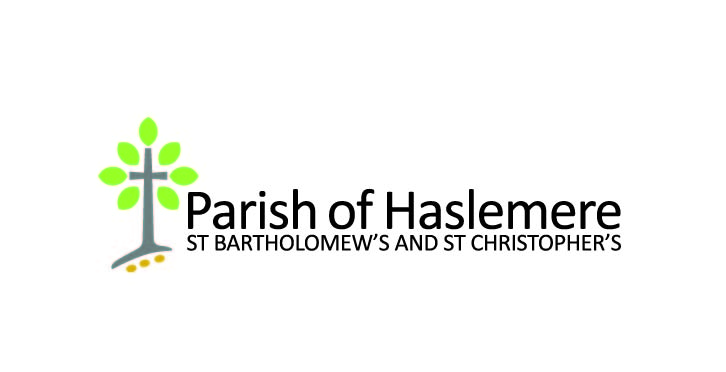 Parish of Haslemere
ST BARTHOLOMEW’S AND ST CHRISTOPHER’S